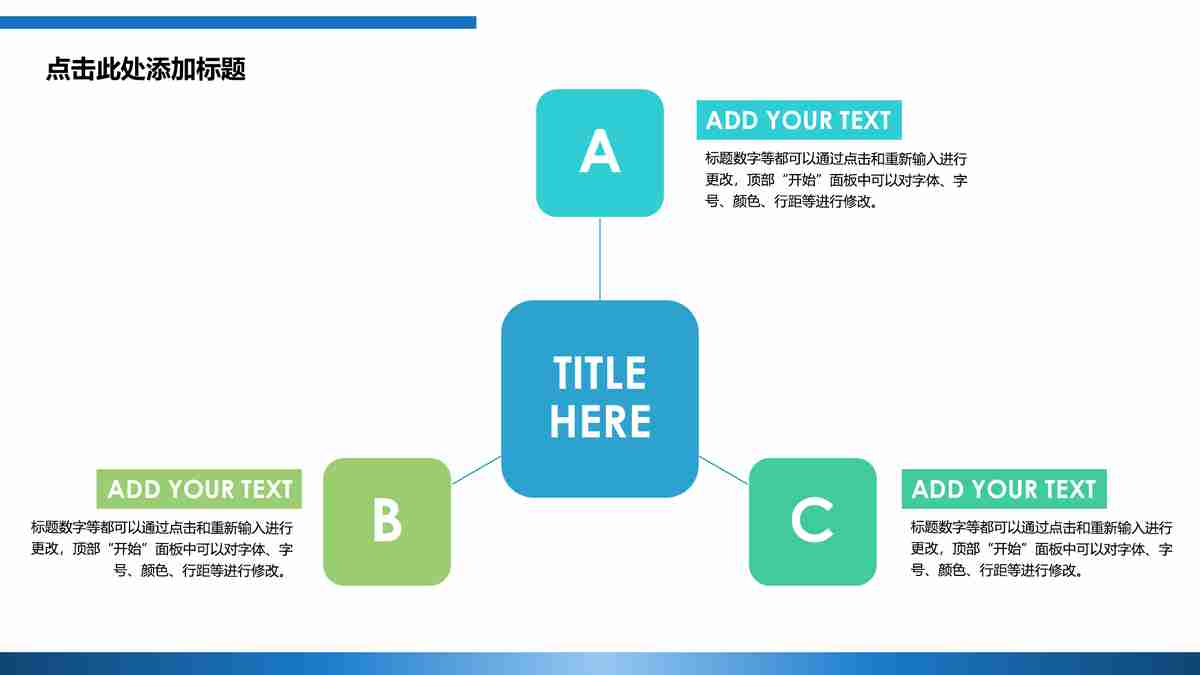 点击此处添加标题
A
ADD YOUR TEXT
标题数字等都可以通过点击和重新输入进行
更改，顶部“开始”面板中可以对字体、字
号、颜色、行距等进行修改。
TITLE
HERE
ADD YOUR TEXT
标题数字等都可以通过点击和重新输入进行
更改，顶部“开始”面板中可以对字体、字
号、颜色、行距等进行修改。
B
C
ADD YOUR TEXT
标题数字等都可以通过点击和重新输入进行
更改，顶部“开始”面板中可以对字体、字
号、颜色、行距等进行修改。